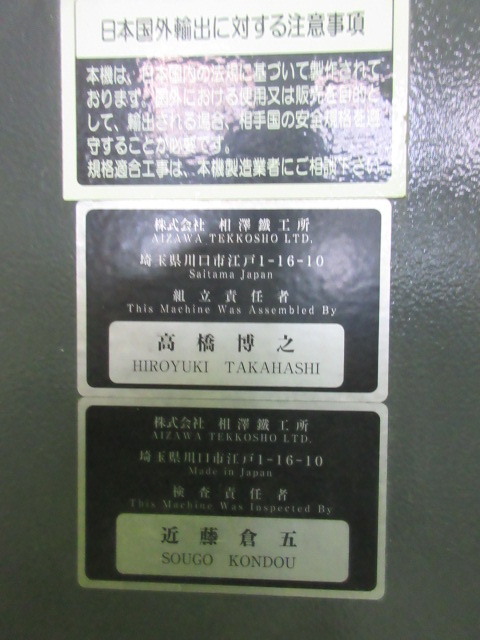 日本国外輸出に対する注意事項
本機は、日本国内の法規に基づいて製作されて
おります。国外における使用又は販売を目的と
して、輸出される場合、相手国の安全規格を遵
守することが必要です。
規格適合工事は、本機製造業者にご相談下さい。
株式会社 相澤鐵工所
AIZAWA TEKKOSHO LTD.
埼玉県川口市江戸1-16-10
Saitama Japan
組立責任者
This Machine Was Assembled By
高橋博之
HIROYUKI TAKAHASHI
株式会社 相澤鐵工所
AIZAWA TEKKOSHO LTD.
埼玉県川口市江戸1-16-10
Made in Japan
検査責任者
This Machine Was Inspected By
近藤倉五
SOUGO KONDOU